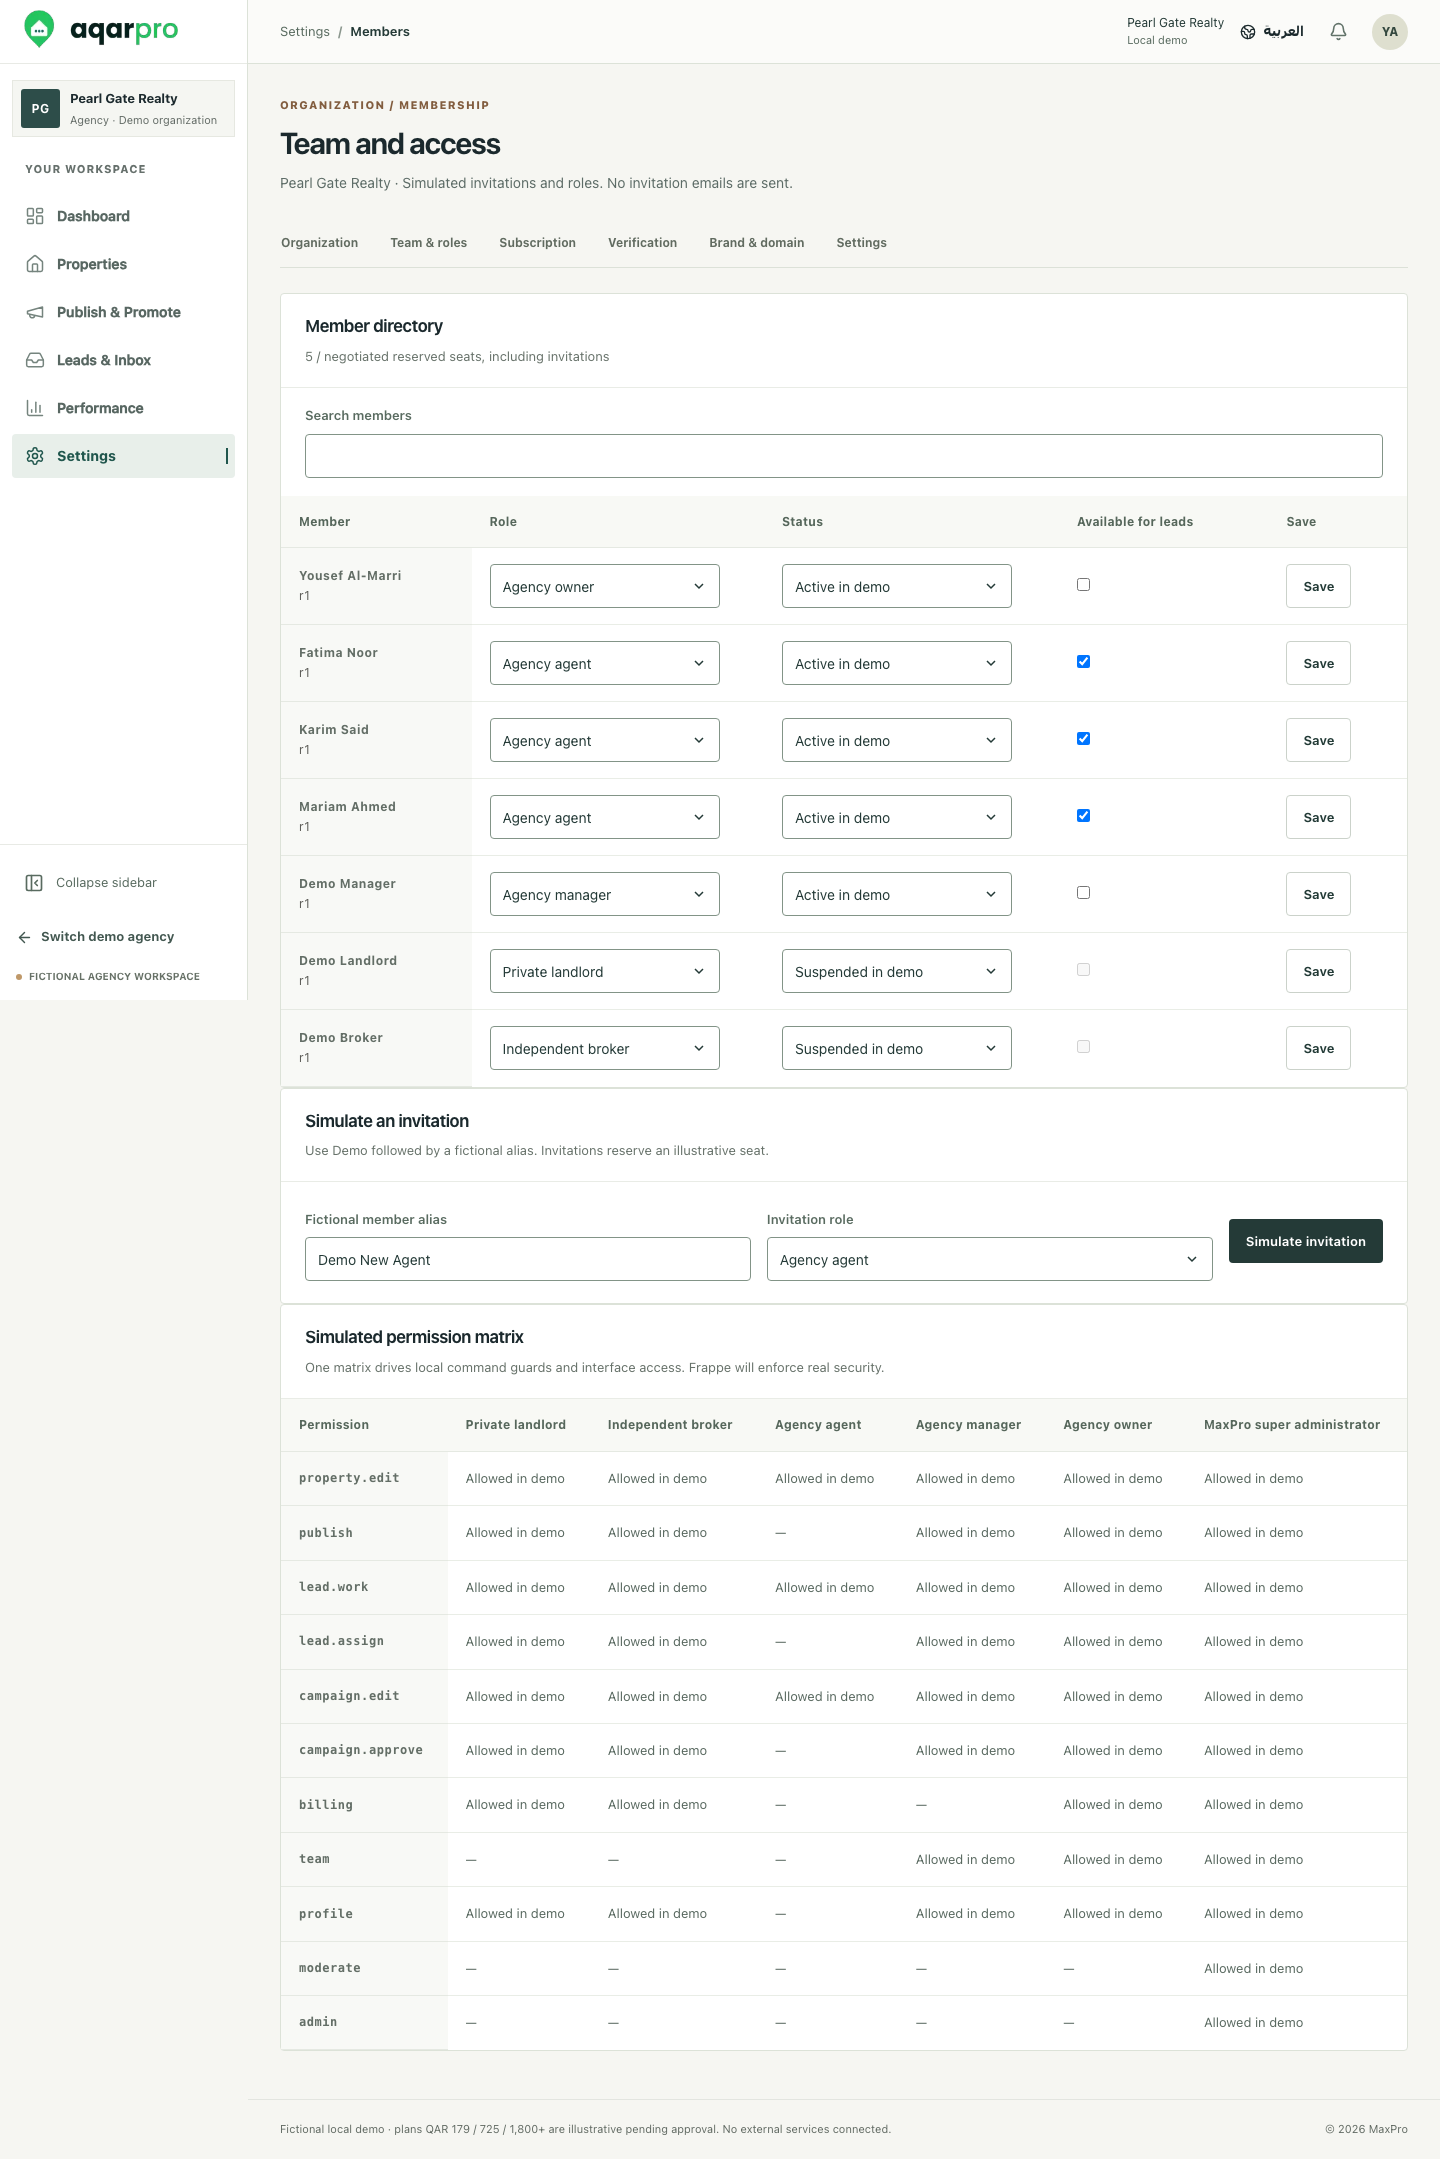 aqarpro
Settings / Members
Pearl Gate Realty
Local demo
العربية
YA
PG
Pearl Gate Realty
Agency · Demo organization
YOUR WORKSPACE
Dashboard
Properties
Publish & Promote
Leads & Inbox
Performance
Settings
Collapse sidebar
Switch demo agency
FICTIONAL AGENCY WORKSPACE
ORGANIZATION / MEMBERSHIP
Team and access
Pearl Gate Realty · Simulated invitations and roles. No invitation emails are sent.
Organization Team & roles Subscription Verification Brand & domain Settings
Member directory
5 / negotiated reserved seats, including invitations
Search members
Member Role Status Available for leads Save
Yousef Al-Marri
r1
Agency owner Active in demo Save
Fatima Noor
r1
Agency agent Active in demo Save
Karim Said
r1
Agency agent Active in demo Save
Mariam Ahmed
r1
Agency agent Active in demo Save
Demo Manager
r1
Agency manager Active in demo Save
Demo Landlord
r1
Private landlord Suspended in demo Save
Demo Broker
r1
Independent broker Suspended in demo Save
Simulate an invitation
Use Demo followed by a fictional alias. Invitations reserve an illustrative seat.
Fictional member alias Invitation role
Demo New Agent Agency agent Simulate invitation
Simulated permission matrix
One matrix drives local command guards and interface access. Frappe will enforce real security.
Permission Private landlord Independent broker Agency agent Agency manager Agency owner MaxPro super administrator
property.edit Allowed in demo Allowed in demo Allowed in demo Allowed in demo Allowed in demo Allowed in demo
publish Allowed in demo Allowed in demo — Allowed in demo Allowed in demo Allowed in demo
lead.work Allowed in demo Allowed in demo Allowed in demo Allowed in demo Allowed in demo Allowed in demo
lead.assign Allowed in demo Allowed in demo — Allowed in demo Allowed in demo Allowed in demo
campaign.edit Allowed in demo Allowed in demo Allowed in demo Allowed in demo Allowed in demo Allowed in demo
campaign.approve Allowed in demo Allowed in demo — Allowed in demo Allowed in demo Allowed in demo
billing Allowed in demo Allowed in demo — — Allowed in demo Allowed in demo
team — — — Allowed in demo Allowed in demo Allowed in demo
profile Allowed in demo Allowed in demo — Allowed in demo Allowed in demo Allowed in demo
moderate — — — — — Allowed in demo
admin — — — — — Allowed in demo
Fictional local demo · plans QAR 179 / 725 / 1,800+ are illustrative pending approval. No external services connected.
© 2026 MaxPro